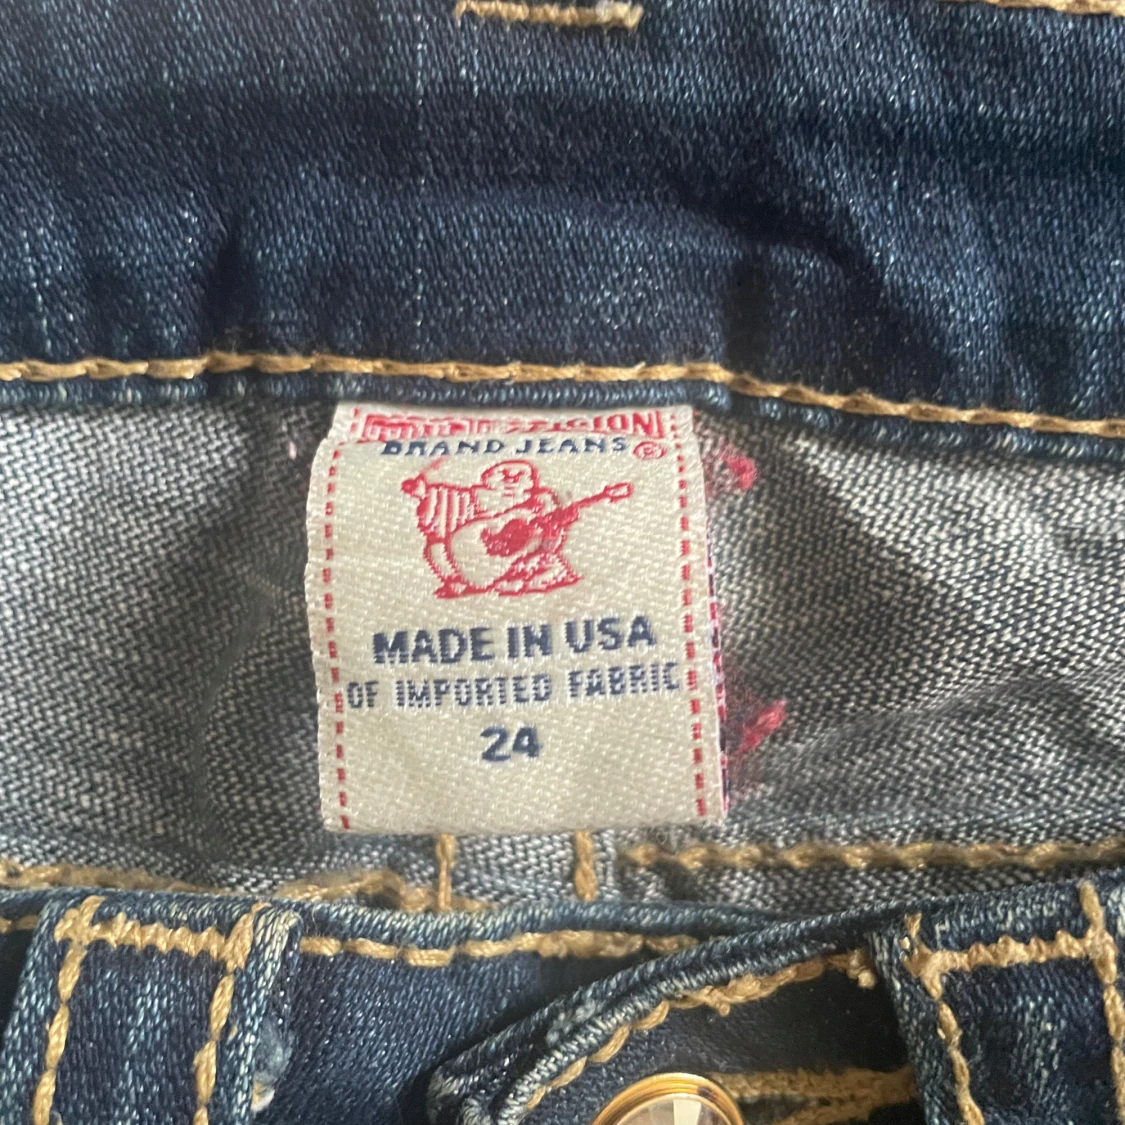 BRAND JEANS®
MADE IN USA
OF IMPORTED FABRIC
24